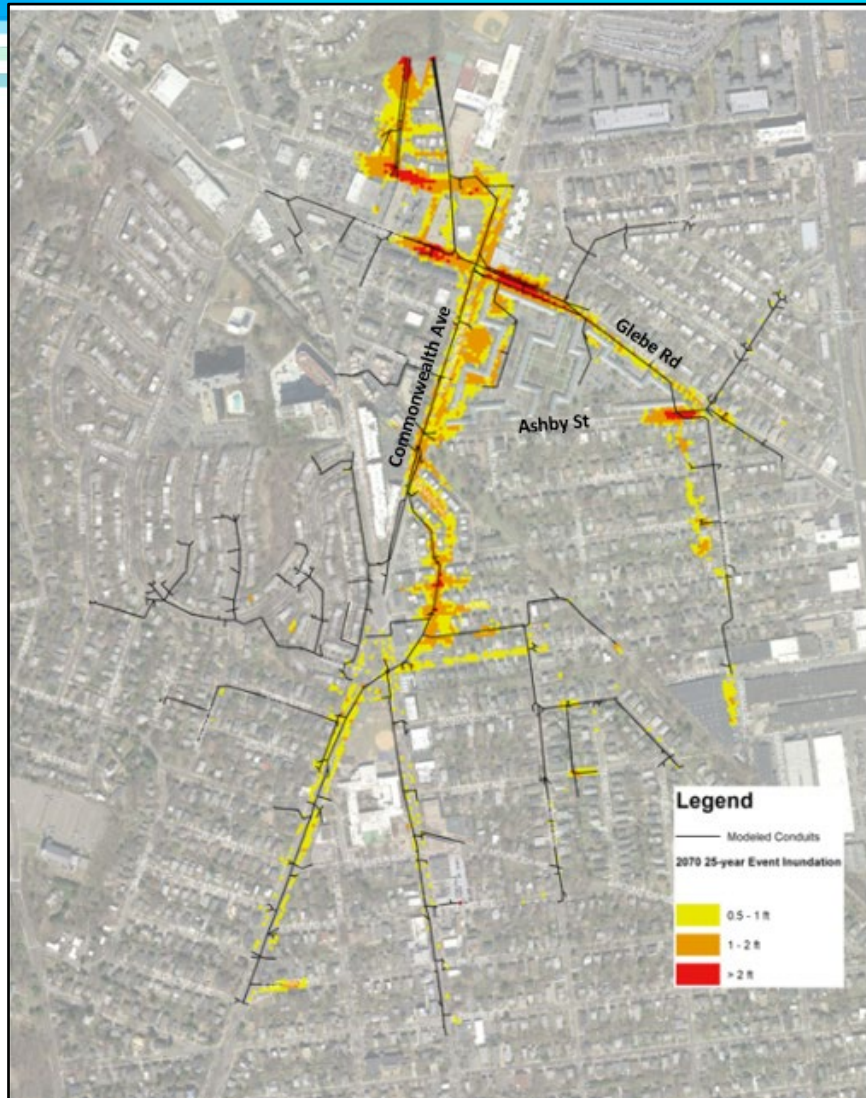 Commonwealth Ave
Glebe Rd
Ashby St
Legend
Modeled Conduits
2070 25-year Event Inundation
0.5 - 1 ft
1 - 2 ft
> 2 ft